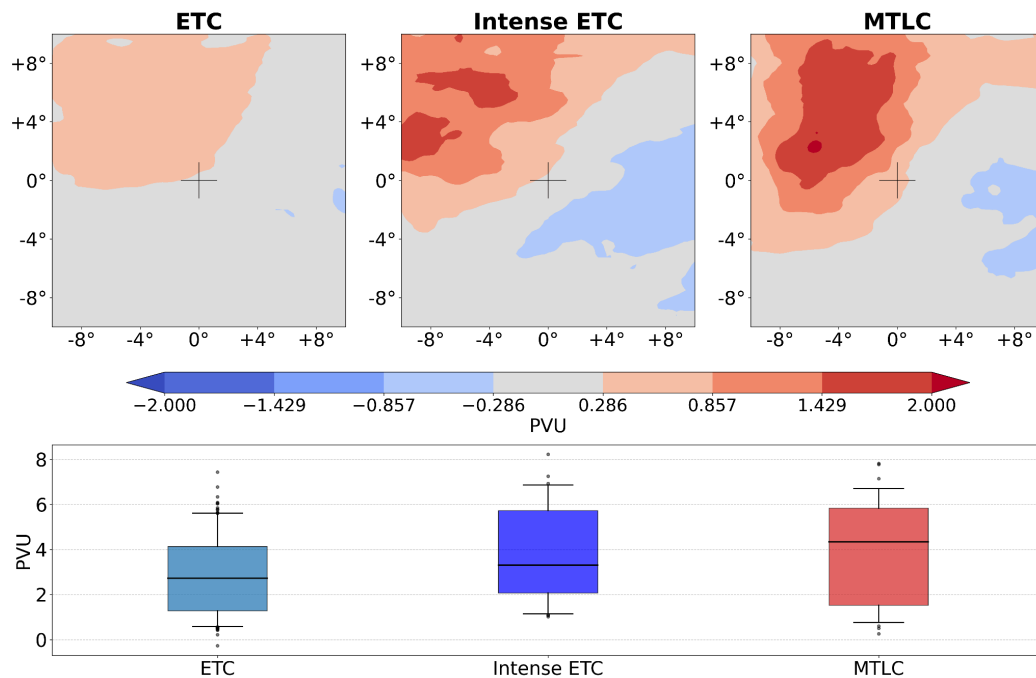 ETC Intense ETC MTLC
+8° +8° +8°
+4° +4° +4°
0° 0° 0°
-4° -4° -4°
-8° -8° -8°
-8° -4° 0° +4° +8° -8° -4° 0° +4° +8° -8° -4° 0° +4° +8°
−2.000 −1.429 −0.857 −0.286 0.286 0.857 1.429 2.000
PVU
8
6
4
2
0
PVU
ETC Intense ETC MTLC